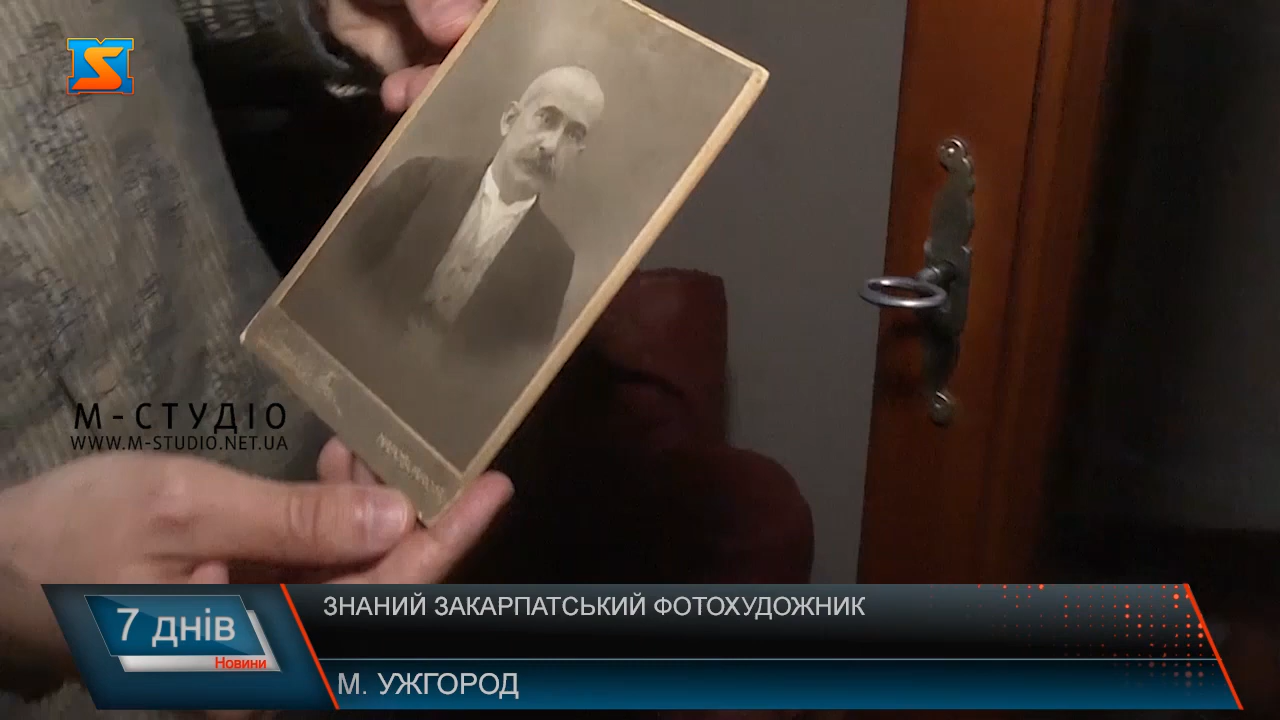 М-СТУДІО
WWW.M-STUDIO.NET.UA
7 днів
Новини
ЗНАНИЙ ЗАКАРПАТСЬКИЙ ФОТОХУДОЖНИК
М. УЖГОРОД